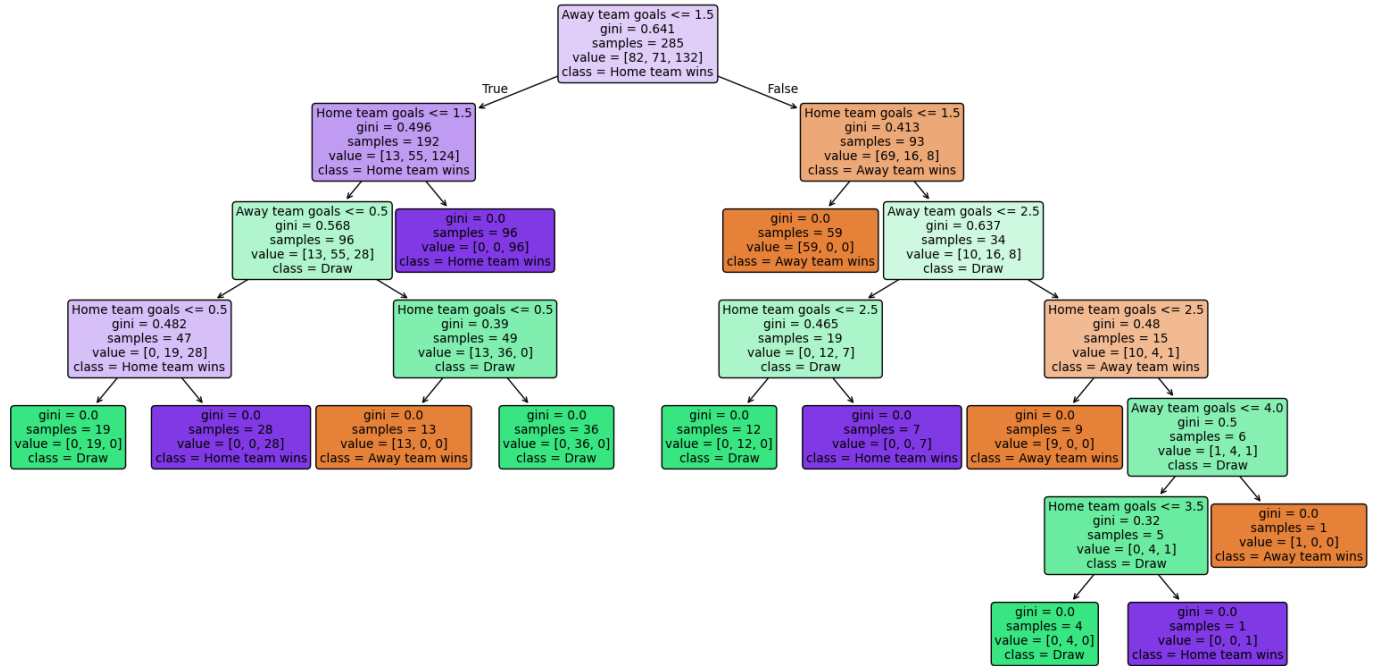 Away team goals <= 1.5
gini = 0.641
samples = 285
value = [82, 71, 132]
class = Home team wins
True
False
Home team goals <= 1.5
gini = 0.496
samples = 192
value = [13, 55, 124]
class = Home team wins
Home team goals <= 1.5
gini = 0.413
samples = 93
value = [69, 16, 8]
class = Away team wins
Away team goals <= 0.5
gini = 0.568
samples = 96
value = [13, 55, 28]
class = Draw
gini = 0.0
samples = 96
value = [0, 0, 96]
class = Home team wins
gini = 0.0
samples = 59
value = [59, 0, 0]
class = Away team wins
Away team goals <= 2.5
gini = 0.637
samples = 34
value = [10, 16, 8]
class = Draw
Home team goals <= 0.5
gini = 0.482
samples = 47
value = [0, 19, 28]
class = Home team wins
Home team goals <= 0.5
gini = 0.39
samples = 49
value = [13, 36, 0]
class = Draw
Home team goals <= 2.5
gini = 0.465
samples = 19
value = [0, 12, 7]
class = Draw
Home team goals <= 2.5
gini = 0.48
samples = 15
value = [10, 4, 1]
class = Away team wins
gini = 0.0
samples = 19
value = [0, 19, 0]
class = Draw
gini = 0.0
samples = 28
value = [0, 0, 28]
class = Home team wins
gini = 0.0
samples = 13
value = [13, 0, 0]
class = Away team wins
gini = 0.0
samples = 36
value = [0, 36, 0]
class = Draw
gini = 0.0
samples = 12
value = [0, 12, 0]
class = Draw
gini = 0.0
samples = 7
value = [0, 0, 7]
class = Home team wins
gini = 0.0
samples = 9
value = [9, 0, 0]
class = Away team wins
Away team goals <= 4.0
gini = 0.5
samples = 6
value = [1, 4, 1]
class = Draw
Home team goals <= 3.5
gini = 0.32
samples = 5
value = [0, 4, 1]
class = Draw
gini = 0.0
samples = 1
value = [1, 0, 0]
class = Away team wins
gini = 0.0
samples = 4
value = [0, 4, 0]
class = Draw
gini = 0.0
samples = 1
value = [0, 0, 1]
class = Home team wins